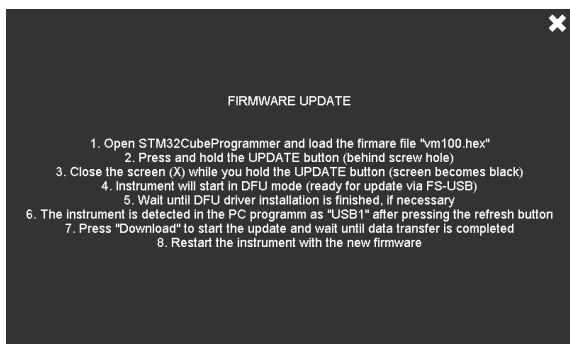 FIRMWARE UPDATE
1. Open STM32CubeProgrammer and load the firmare file "vm100.hex"
2. Press and hold the UPDATE button (behind screw hole)
3. Close the screen (X) while you hold the UPDATE button (screen becomes black)
4. Instrument will start in DFU mode (ready for update via FS-USB)
5. Wait until DFU driver installation is finished, if necessary
6. The instrument is detected in the PC programm as "USB1" after pressing the refresh button
7. Press "Download" to start the update and wait until data transfer is completed
8. Restart the instrument with the new firmware